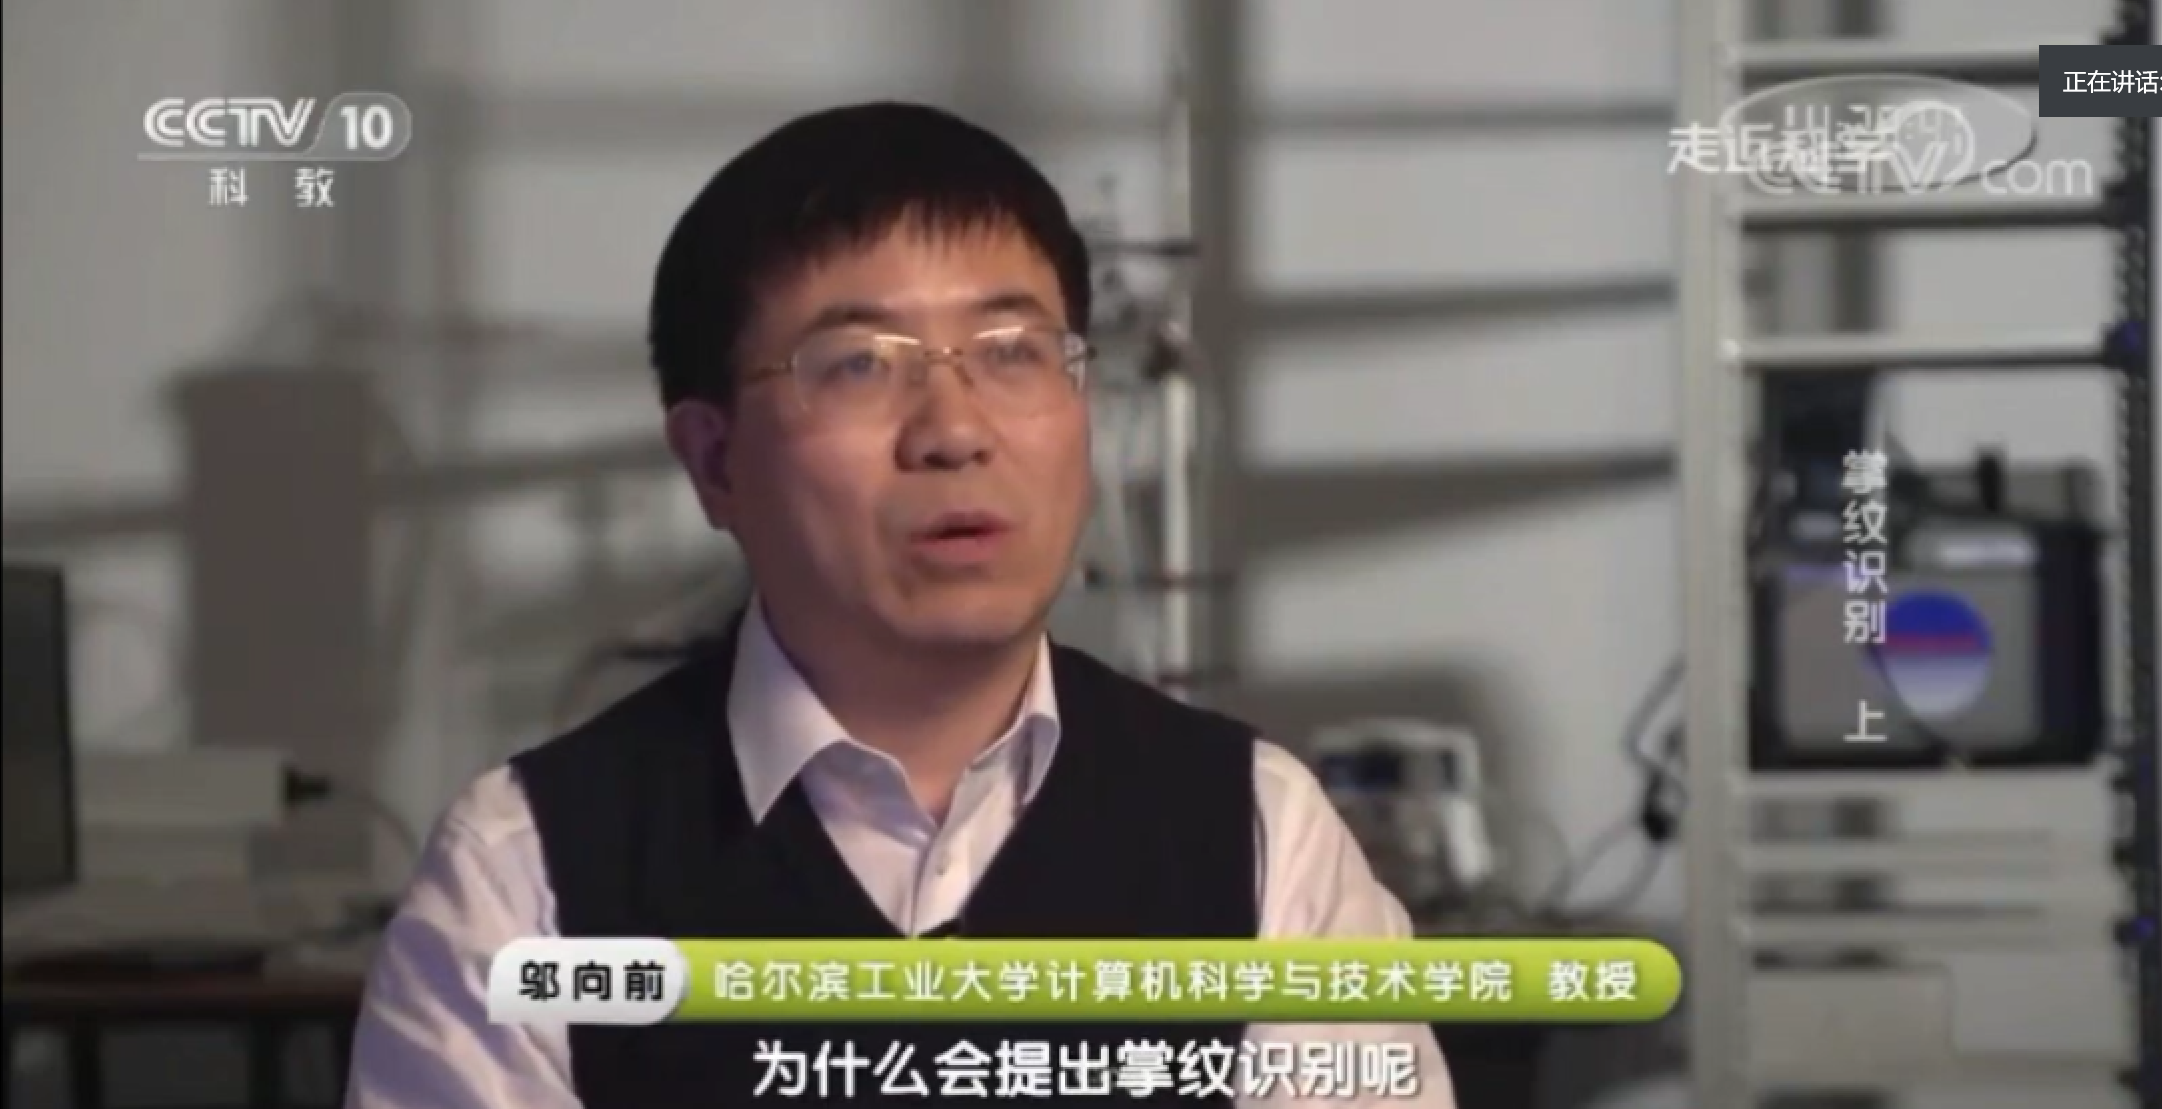 CCTV 10
科 教
正在讲话:
走近科学
CCTV.com
掌纹识别 上
邬向前 哈尔滨工业大学计算机科学与技术学院 教授
为什么会提出掌纹识别呢